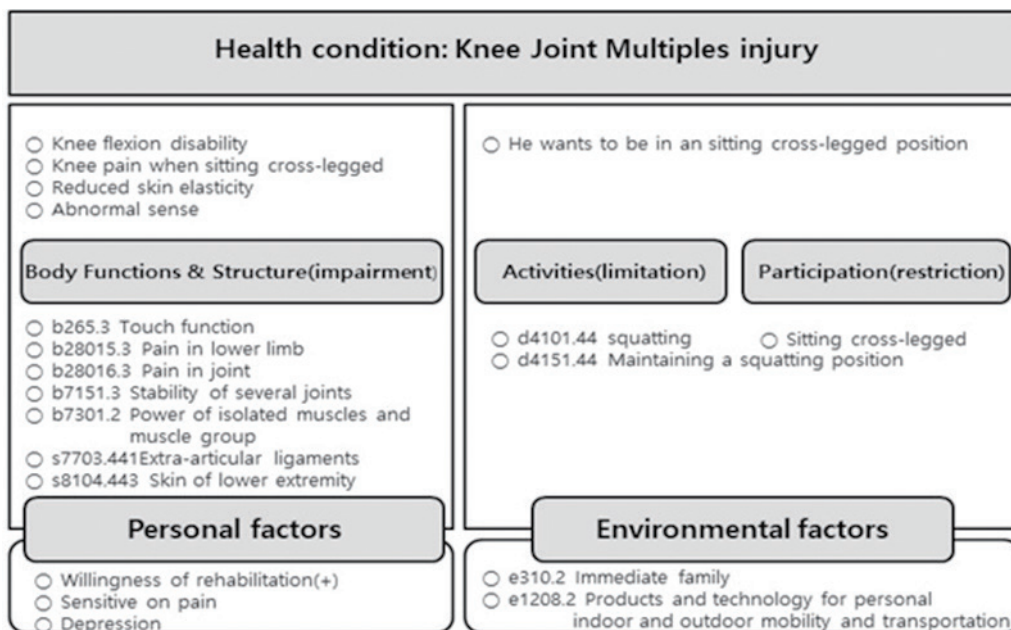 Health condition: Knee Joint Multiples injury
○ Knee flexion disability
○ Knee pain when sitting cross-legged
○ Reduced skin elasticity
○ Abnormal sense
○ He wants to be in an sitting cross-legged position
Body Functions & Structure(impairment)
Activities(limitation)
Participation(restriction)
○ b265.3 Touch function
○ b28015.3 Pain in lower limb
○ b28016.3 Pain in joint
○ b7151.3 Stability of several joints
○ b7301.2 Power of isolated muscles and
muscle group
○ s7703.441Extra-articular ligaments
○ s8104.443 Skin of lower extremity
○ d4101.44 squatting
○ d4151.44 Maintaining a squatting position
○ Sitting cross-legged
Personal factors
○ Willingness of rehabilitation(+)
○ Sensitive on pain
○ Depression
Environmental factors
○ e310.2 Immediate family
○ e1208.2 Products and technology for personal
indoor and outdoor mobility and transportation